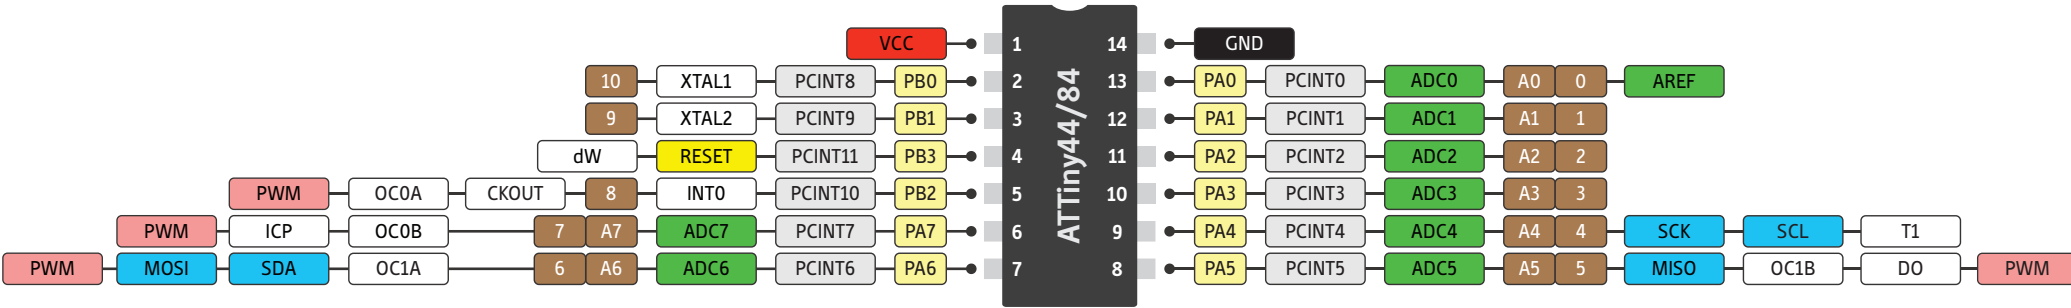 VCC 1 14 GND
10 XTAL1 PCINT8 PB0 2 13 PA0 PCINT0 ADC0 A0 0 AREF
9 XTAL2 PCINT9 PB1 3 12 PA1 PCINT1 ADC1 A1 1
dW RESET PCINT11 PB3 4 11 PA2 PCINT2 ADC2 A2 2
PWM OC0A CKOUT 8 INT0 PCINT10 PB2 5 10 PA3 PCINT3 ADC3 A3 3
PWM ICP OC0B 7 A7 ADC7 PCINT7 PA7 6 9 PA4 PCINT4 ADC4 A4 4 SCK SCL T1
PWM MOSI SDA OC1A 6 A6 ADC6 PCINT6 PA6 7 8 PA5 PCINT5 ADC5 A5 5 MISO OC1B DO PWM
ATTiny44/84